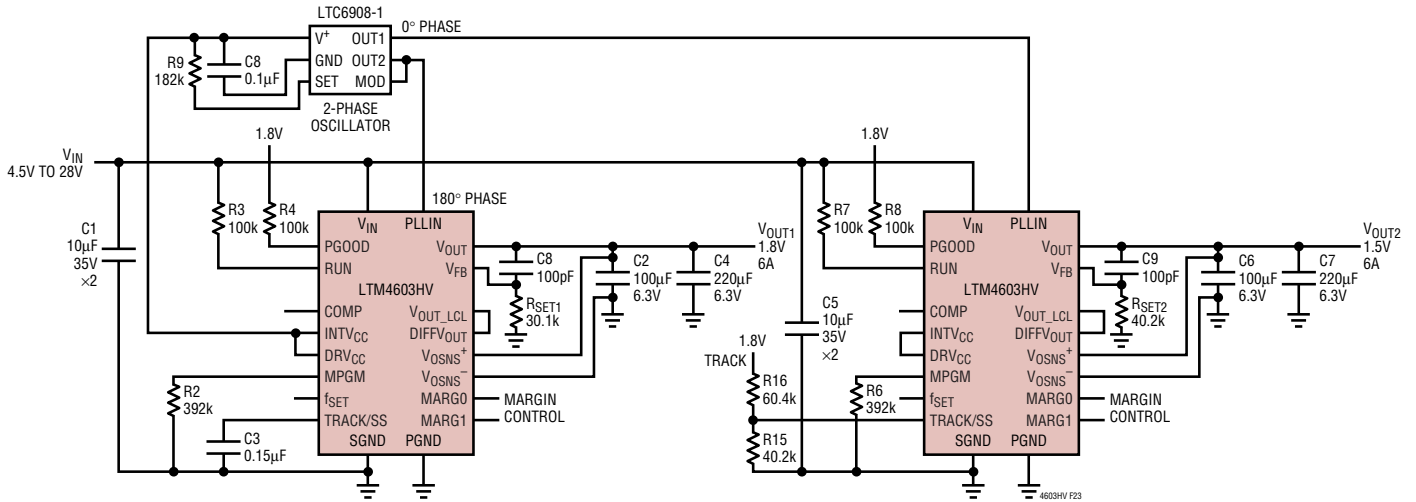 LTC6908-1
0° PHASE
V+ OUT1
GND OUT2
SET MOD
R9
182k
C8
0.1µF
2-PHASE
OSCILLATOR
VIN
4.5V TO 28V
C1
10µF
35V
×2
1.8V
180° PHASE
R3
100k
R4
100k
VIN PLLIN
PGOOD VOUT
RUN VFB
LTM4603HV
COMP VOUT_LCL
INTVCC DIFFVOUT
DRVCC VOSNS+
MPGM VOSNS−
fSET MARG0
TRACK/SS MARG1
SGND PGND
R2
392k
C3
0.15µF
C8
100pF
RSET1
30.1k
C2
100µF
6.3V
C4
220µF
6.3V
VOUT1
1.8V
6A
MARGIN
CONTROL
1.8V
R7
100k
R8
100k
C5
10µF
35V
×2
1.8V
TRACK
R16
60.4k
R15
40.2k
R6
392k
VIN PLLIN
PGOOD VOUT
RUN VFB
LTM4603HV
COMP VOUT_LCL
INTVCC DIFFVOUT
DRVCC VOSNS+
MPGM VOSNS−
fSET MARG0
TRACK/SS MARG1
SGND PGND
C9
100pF
RSET2
40.2k
C6
100µF
6.3V
C7
220µF
6.3V
VOUT2
1.5V
6A
MARGIN
CONTROL
4603HV F23